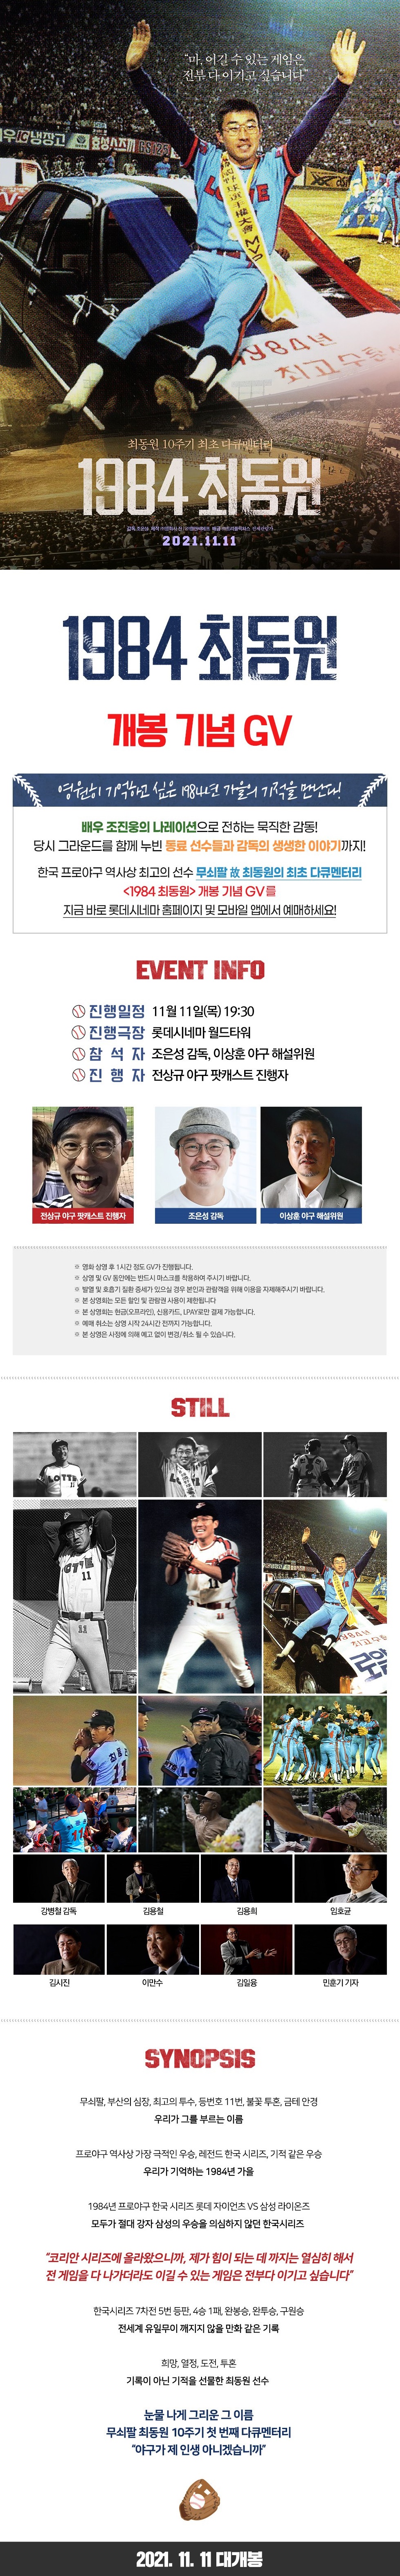 "마, 이길 수 있는 게임은
전부 다 이기고 싶습니다"
냉장고
효성스즈끼 GS125
LOTTE
MVP
1984년
최고수훈
최동원 10주기 최초 다큐멘터리
1984 최동원
2021.11.11
1984 최동원
개봉 기념 GV
영원히 기억하고 싶은 1984년 가을의 기적을 만난다!
배우 조진웅의 나레이션으로 전하는 묵직한 감동!
당시 그라운드를 함께 누빈 동료 선수들과 감독의 생생한 이야기까지!
한국 프로야구 역사상 최고의 선수 무쇠팔 故 최동원의 최초 다큐멘터리
<1984 최동원> 개봉 기념 GV를
지금 바로 롯데시네마 홈페이지 및 모바일 앱에서 예매하세요!
EVENT INFO
진행일정 11월 11일(목) 19:30
진행극장 롯데시네마 월드타워
참 석 자 조은성 감독, 이상훈 야구 해설위원
진 행 자 전상규 야구 팟캐스트 진행자
전상규 야구 팟캐스트 진행자
조은성 감독
이상훈 야구 해설위원
※ 영화 상영 후 1시간 정도 GV가 진행됩니다.
※ 상영 및 GV 동안에는 반드시 마스크를 착용하여 주시기 바랍니다.
※ 발열 및 호흡기 질환 증세가 있으실 경우 본인과 관람객을 위해 이용을 자제해주시기 바랍니다.
※ 본 상영회는 모든 할인 및 관람권 사용이 제한됩니다
※ 본 상영회는 현금(오프라인), 신용카드, L.PAY로만 결제 가능합니다.
※ 예매 취소는 상영 시작 24시간 전까지 가능합니다.
※ 본 상영은 사정에 의해 예고 없이 변경/취소 될 수 있습니다.
STILL
LOTTE
11
11
11
강병철 감독
김용철
김용희
임호균
김시진
이만수
김일융
민훈기 기자
SYNOPSIS
무쇠팔, 부산의 심장, 최고의 투수, 등번호 11번, 불꽃 투혼, 금테 안경
우리가 그를 부르는 이름
프로야구 역사상 가장 극적인 우승, 레전드 한국 시리즈, 기적 같은 우승
우리가 기억하는 1984년 가을
1984년 프로야구 한국 시리즈 롯데 자이언츠 VS 삼성 라이온즈
모두가 절대 강자 삼성의 우승을 의심하지 않던 한국시리즈
"코리안 시리즈에 올라왔으니까, 제가 힘이 되는 데 까지는 열심히 해서
전 게임을 다 나가더라도 이길 수 있는 게임은 전부다 이기고 싶습니다"
한국시리즈 7차전 5번 등판, 4승 1패, 완봉승, 완투승, 구원승
전세계 유일무이 깨지지 않을 만화 같은 기록
희망, 열정, 도전, 투혼
기록이 아닌 기적을 선물한 최동원 선수
눈물 나게 그리운 그 이름
무쇠팔 최동원 10주기 첫 번째 다큐멘터리
"야구가 제 인생 아니겠습니까"
2021. 11. 11 대개봉